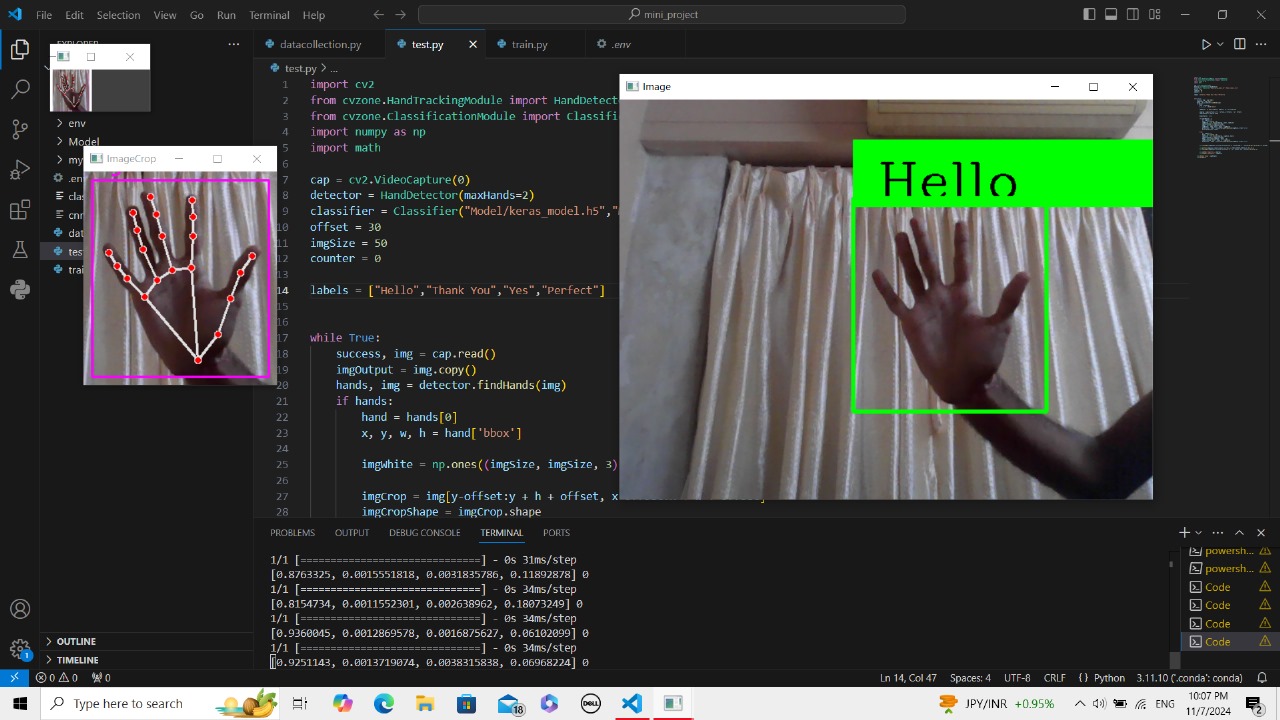 File Edit Selection View Go Run Terminal Help
mini_project
datacollection.py test.py train.py .env
test.py > ...
env
Model
my
.en
cla
cnr
dat
tes
trai
OUTLINE
TIMELINE
ImageCrop
Image
Hello
1 import cv2
2 from cvzone.HandTrackingModule import HandDetect
3 from cvzone.ClassificationModule import Classifi
4 import numpy as np
5 import math
6
7 cap = cv2.VideoCapture(0)
8 detector = HandDetector(maxHands=2)
9 classifier = Classifier("Model/keras_model.h5","
10 offset = 30
11 imgSize = 50
12 counter = 0
13
14 labels = ["Hello","Thank You","Yes","Perfect"]
15
16
17 while True:
18 success, img = cap.read()
19 imgOutput = img.copy()
20 hands, img = detector.findHands(img)
21 if hands:
22 hand = hands[0]
23 x, y, w, h = hand['bbox']
24
25 imgWhite = np.ones((imgSize, imgSize, 3)
26
27 imgCrop = img[y-offset:y + h + offset, x
28 imgCropShape = imgCrop.shape
PROBLEMS OUTPUT DEBUG CONSOLE TERMINAL PORTS
1/1 [==============================] - 0s 31ms/step
[0.8763325, 0.0015551818, 0.0031835786, 0.11892878] 0
1/1 [==============================] - 0s 34ms/step
[0.8154734, 0.0011552301, 0.002638962, 0.18073249] 0
1/1 [==============================] - 0s 34ms/step
[0.9360045, 0.0012869578, 0.0016875627, 0.06102099] 0
1/1 [==============================] - 0s 34ms/step
[0.9251143, 0.0013719074, 0.0038315838, 0.06968224] 0
powersh...
powersh...
Code
Code
Code
Code
0 0 0 Ln 14, Col 47 Spaces: 4 UTF-8 CRLF {} Python 3.11.10 ('.conda': conda)
Type here to search
18
DELL
JPY/INR +0.95%
ENG
10:07 PM
11/7/2024
2